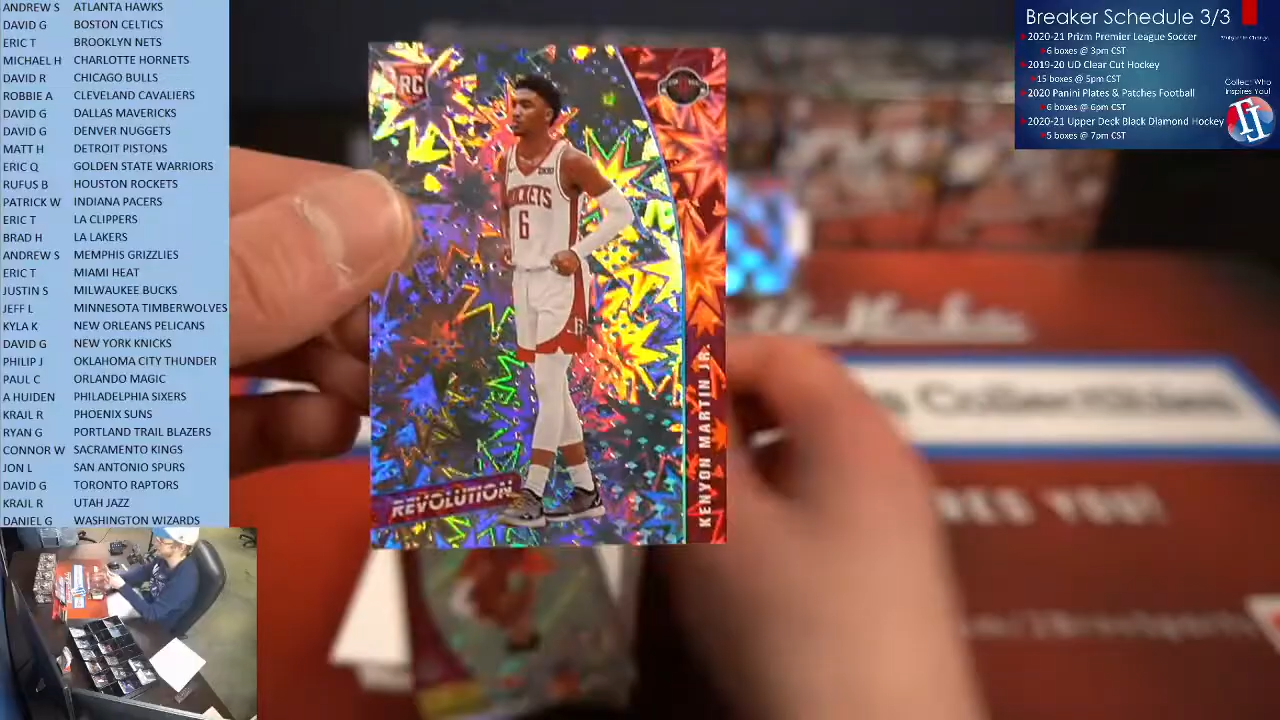 ANDREW S ATLANTA HAWKS
DAVID G BOSTON CELTICS
ERIC T BROOKLYN NETS
MICHAEL H CHARLOTTE HORNETS
DAVID R CHICAGO BULLS
ROBBIE A CLEVELAND CAVALIERS
DAVID G DALLAS MAVERICKS
DAVID G DENVER NUGGETS
MATT H DETROIT PISTONS
ERIC Q GOLDEN STATE WARRIORS
RUFUS B HOUSTON ROCKETS
PATRICK W INDIANA PACERS
ERIC T LA CLIPPERS
BRAD H LA LAKERS
ANDREW S MEMPHIS GRIZZLIES
ERIC T MIAMI HEAT
JUSTIN S MILWAUKEE BUCKS
JEFF L MINNESOTA TIMBERWOLVES
KYLA K NEW ORLEANS PELICANS
DAVID G NEW YORK KNICKS
PHILIP J OKLAHOMA CITY THUNDER
PAUL C ORLANDO MAGIC
A HUIDEN PHILADELPHIA SIXERS
KRAIL R PHOENIX SUNS
RYAN G PORTLAND TRAIL BLAZERS
CONNOR W SACRAMENTO KINGS
JON L SAN ANTONIO SPURS
DAVID G TORONTO RAPTORS
KRAIL R UTAH JAZZ
DANIEL G WASHINGTON WIZARDS
RC
ROCKETS
6
REVOLUTION
KENYON MARTIN JR.
Breaker Schedule 3/3
2020-21 Prizm Premier League Soccer
6 boxes @ 3pm CST
2019-20 UD Clear Cut Hockey
15 boxes @ 5pm CST
2020 Panini Plates & Patches Football
6 boxes @ 6pm CST
2020-21 Upper Deck Black Diamond Hockey
5 boxes @ 7pm CST
Collect Who
Inspires You!